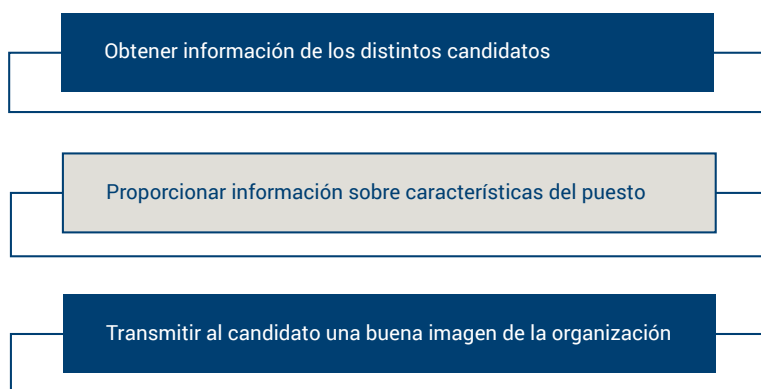 Obtener información de los distintos candidatos
Proporcionar información sobre características del puesto
Transmitir al candidato una buena imagen de la organización